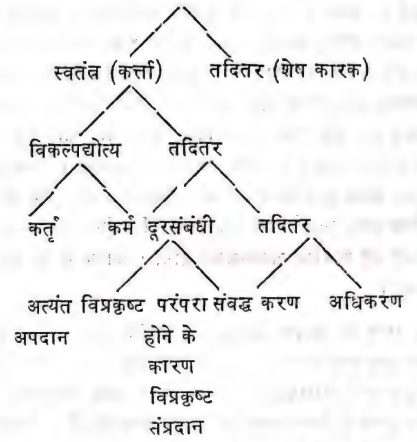 स्वतंत्र (कर्त्ता) तदितर (शेष कारक)
विकल्पद्योत्य तदितर
कर्तृ कर्म दूरसंबंधी तदितर
अत्यंत विप्रकृष्ट परंपरा संबद्ध करण अधिकरण
अपदान होने के
कारण
विप्रकृष्ट
संप्रदान